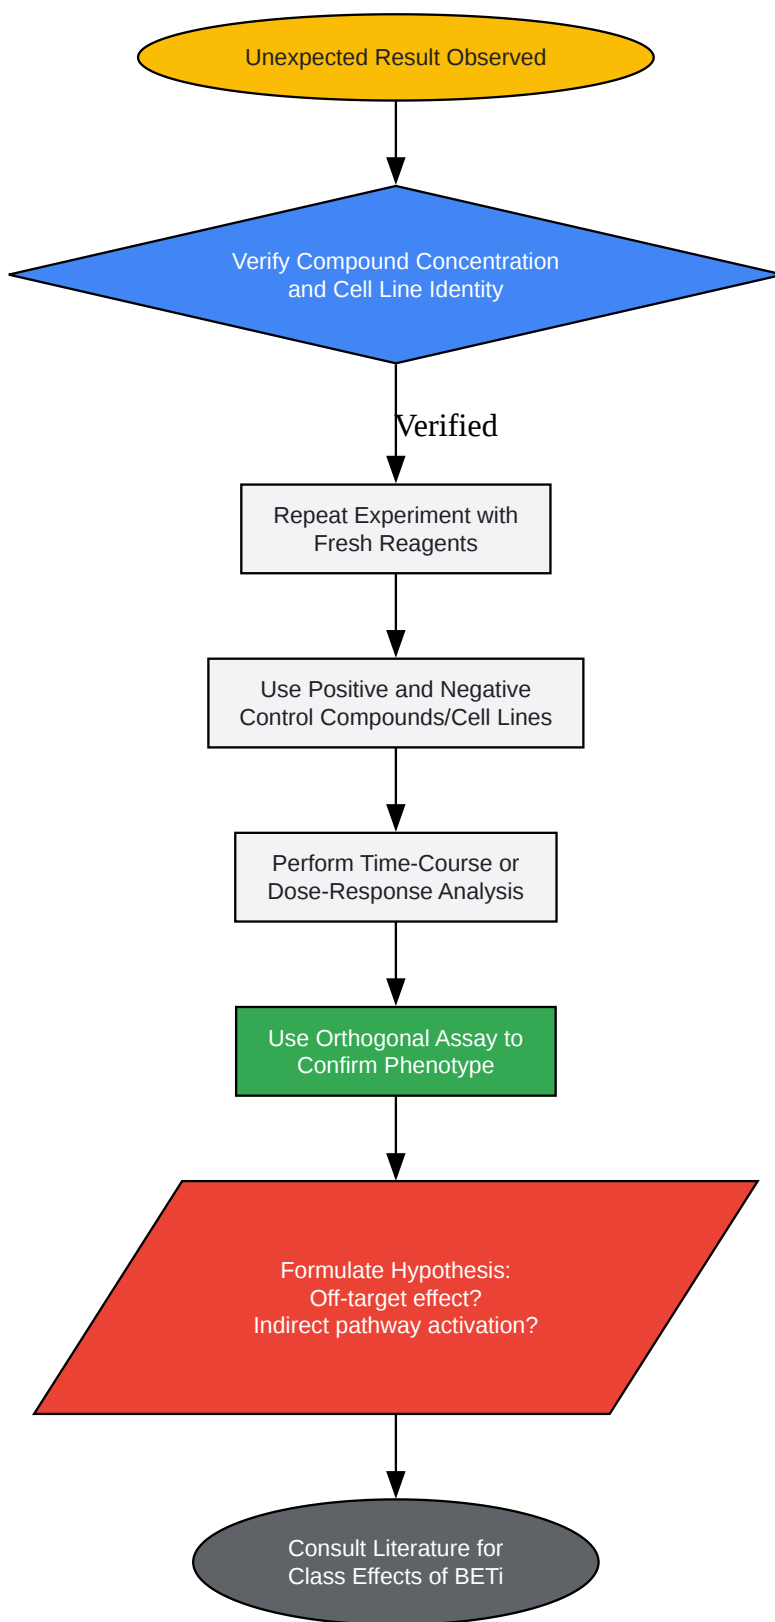 Unexpected Result Observed
Verify Compound Concentration
and Cell Line Identity
Verified
Repeat Experiment with
Fresh Reagents
Use Positive and Negative
Control Compounds/Cell Lines
Perform Time-Course or
Dose-Response Analysis
Use Orthogonal Assay to
Confirm Phenotype
Formulate Hypothesis:
Off-target effect?
Indirect pathway activation?
Consult Literature for
Class Effects of BETi